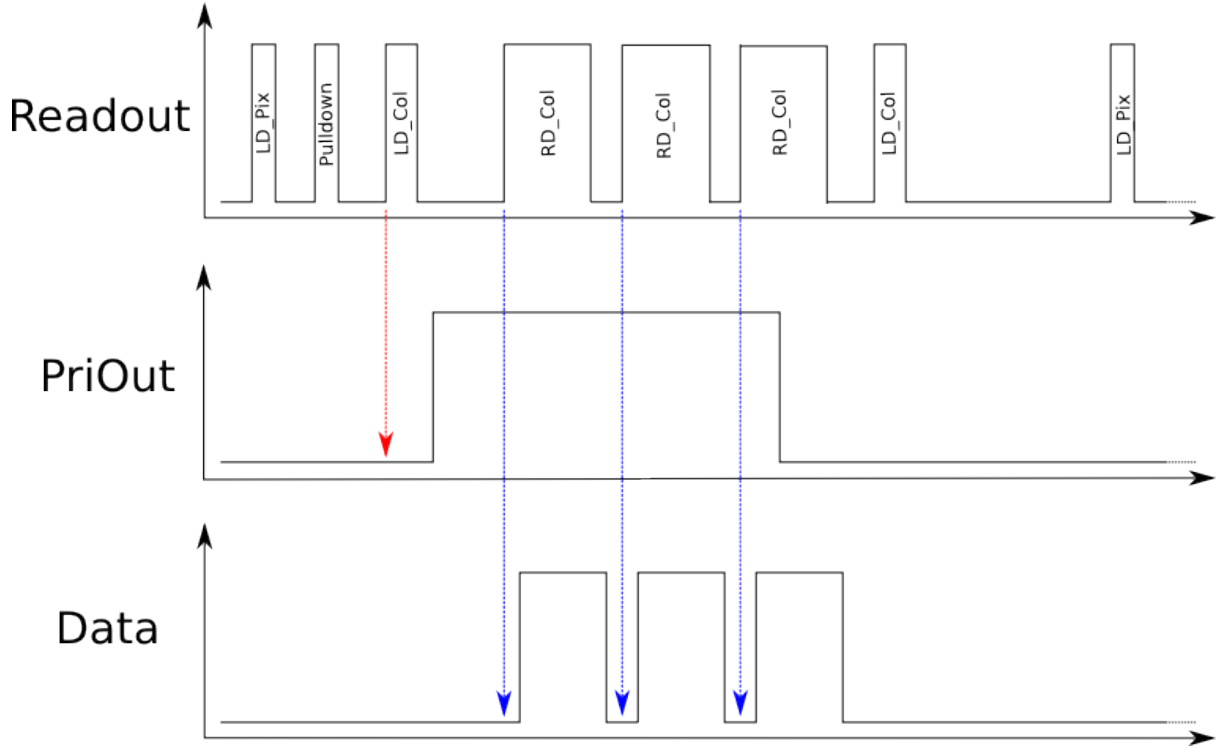 Readout
LD_Pix
Pulldown
LD_Col
RD_Col
RD_Col
RD_Col
LD_Col
LD_Pix
PriOut
Data